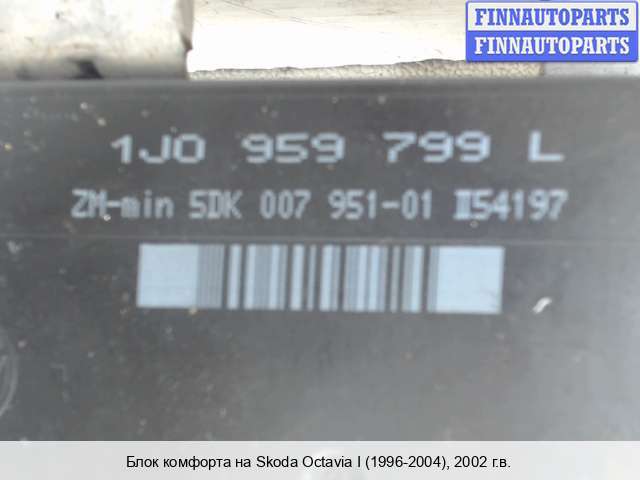 FINNAUTOPARTS
FINNAUTOPARTS
1J0 959 799 L
ZM-min 5DK 007 951-01 II54197
Блок комфорта на Skoda Octavia I (1996-2004), 2002 г.в.